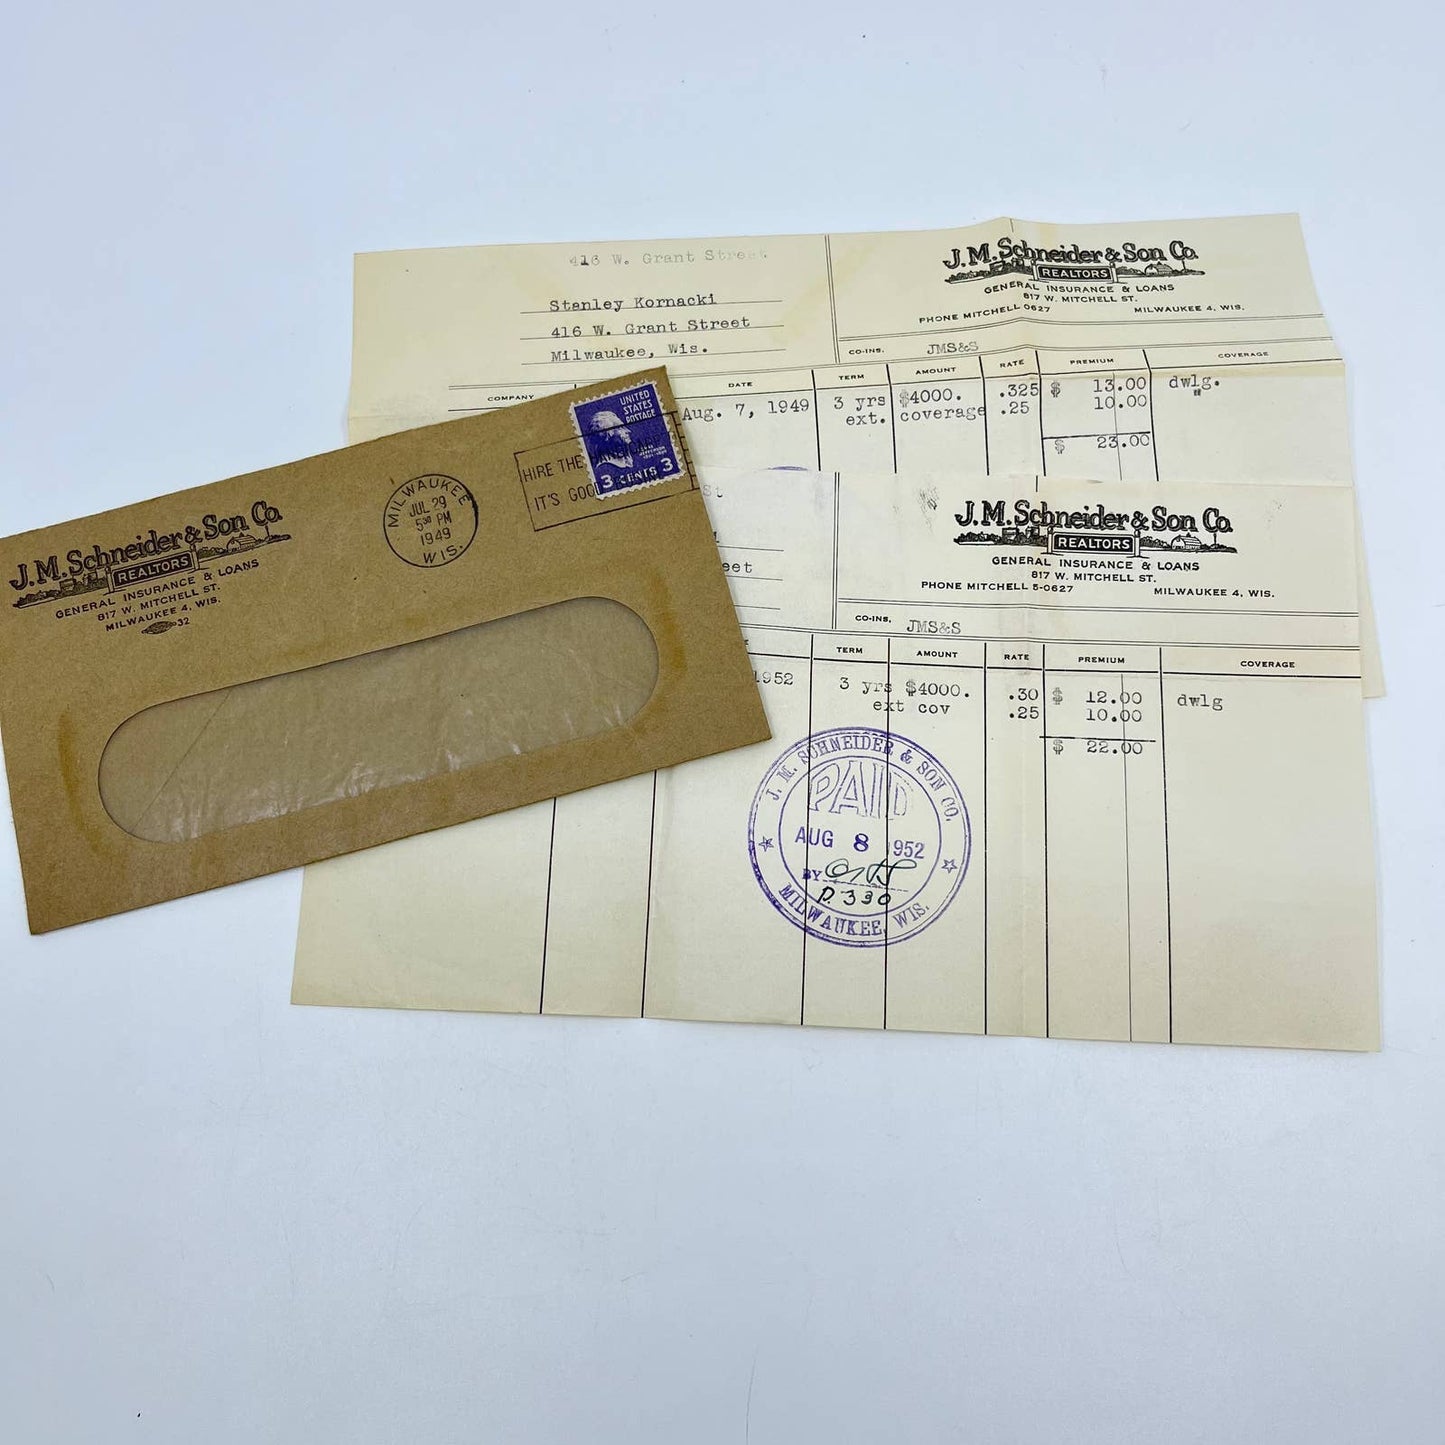 J.M. Schneider & Son Co.
REALTORS
GENERAL INSURANCE & LOANS
817 W. MITCHELL ST.
MILWAUKEE 4, WIS.
32
MILWAUKEE
JUL 29
5 30 PM
1949
WIS.
HIRE THE
IT'S GOOD
UNITED
STATES
POSTAGE
3 CENTS 3
416 W. Grant Street
Stanley Kornacki
416 W. Grant Street
Milwaukee, Wis.
J.M. Schneider & Son Co.
REALTORS
GENERAL INSURANCE & LOANS
817 W. MITCHELL ST.
PHONE MITCHELL 0627 MILWAUKEE 4, WIS.
CO-INS. JMS&S
COMPANY DATE TERM AMOUNT RATE PREMIUM COVERAGE
Aug. 7, 1949 3 yrs $4000. .325 $ 13.00 dwlg.
ext. coverage .25 10.00 "
$ 23.00
st
eet
J.M. Schneider & Son Co.
REALTORS
GENERAL INSURANCE & LOANS
817 W. MITCHELL ST.
PHONE MITCHELL 5-0627 MILWAUKEE 4, WIS.
CO-INS. JMS&S
TERM AMOUNT RATE PREMIUM COVERAGE
1952 3 yrs $4000. .30 $ 12.00 dwlg
ext cov .25 10.00
$ 22.00
J. M. SCHNEIDER & SON CO.
PAID
AUG 8 1952
BY
P. 330
MILWAUKEE, WIS.